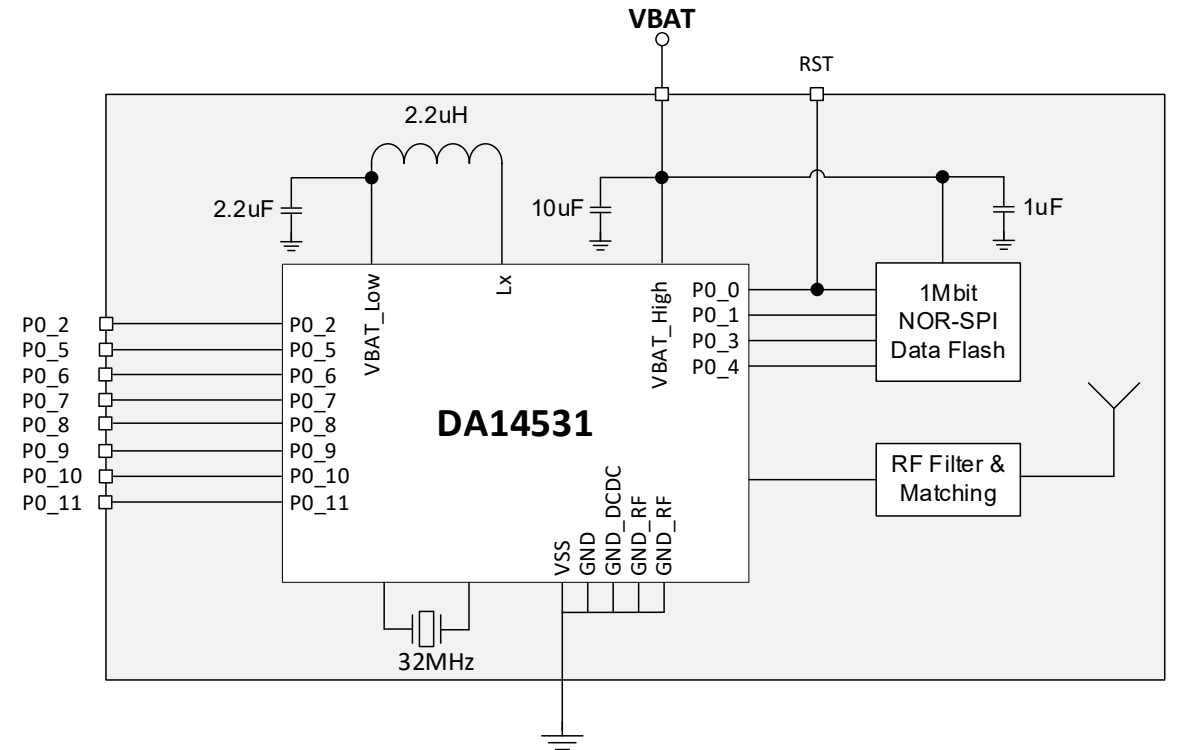 VBAT
RST
2.2uH
2.2uF
10uF
1uF
VBAT_Low
Lx
VBAT_High
P0_0
P0_1
P0_3
P0_4
1Mbit
NOR-SPI
Data Flash
P0_2
P0_5
P0_6
P0_7
P0_8
P0_9
P0_10
P0_11
P0_2
P0_5
P0_6
P0_7
P0_8
P0_9
P0_10
P0_11
DA14531
RF Filter &
Matching
VSS
GND
GND_DCDC
GND_RF
GND_RF
32MHz